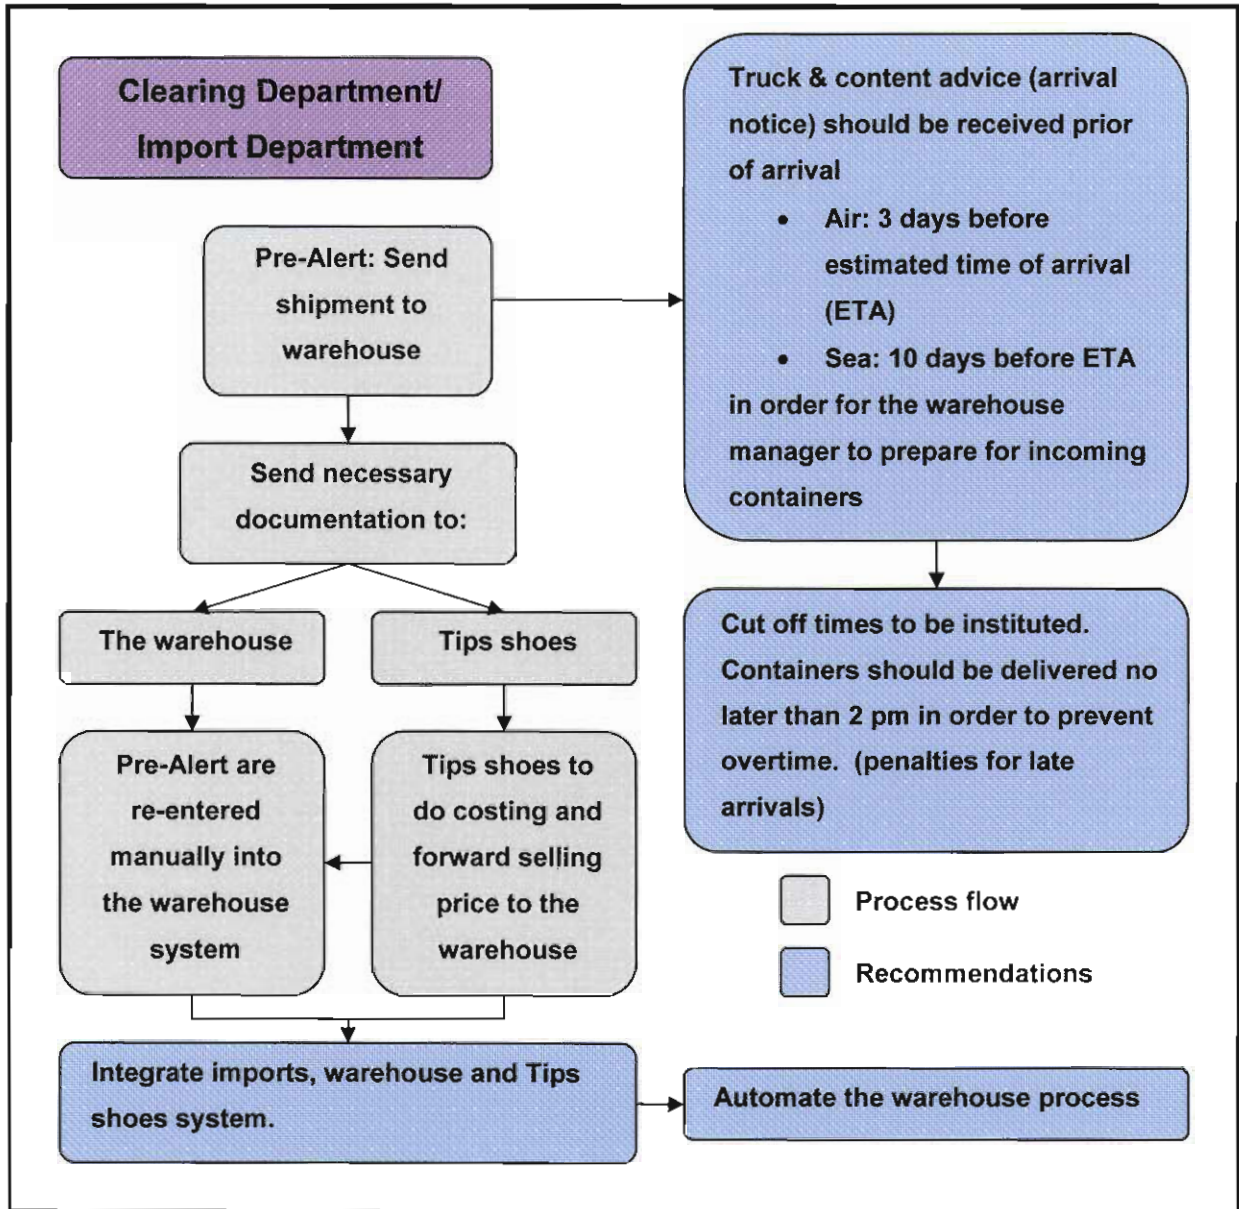 Clearing Department/
Import Department
Pre-Alert: Send
shipment to
warehouse
Send necessary
documentation to:
The warehouse
Tips shoes
Pre-Alert are
re-entered
manually into
the warehouse
system
Tips shoes to
do costing and
forward selling
price to the
warehouse
Integrate imports, warehouse and Tips
shoes system.
Truck & content advice (arrival
notice) should be received prior
of arrival
• Air: 3 days before
estimated time of arrival
(ETA)
• Sea: 10 days before ETA
in order for the warehouse
manager to prepare for incoming
containers
Cut off times to be instituted.
Containers should be delivered no
later than 2 pm in order to prevent
overtime. (penalties for late
arrivals)
Process flow
Recommendations
Automate the warehouse process